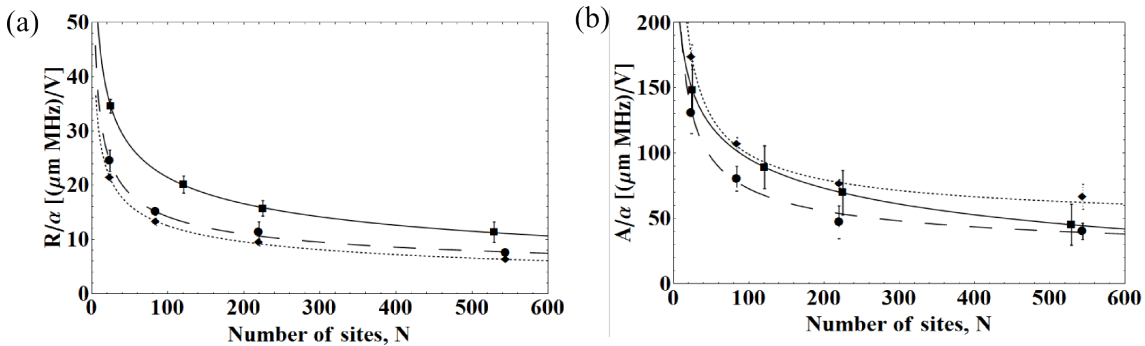 (a)
50
40
30
20
10
0
0 100 200 300 400 500 600
Number of sites, N
R/α [(μm MHz)/V]
(b)
200
150
100
50
0
0 100 200 300 400 500 600
Number of sites, N
A/α [(μm MHz)/V]